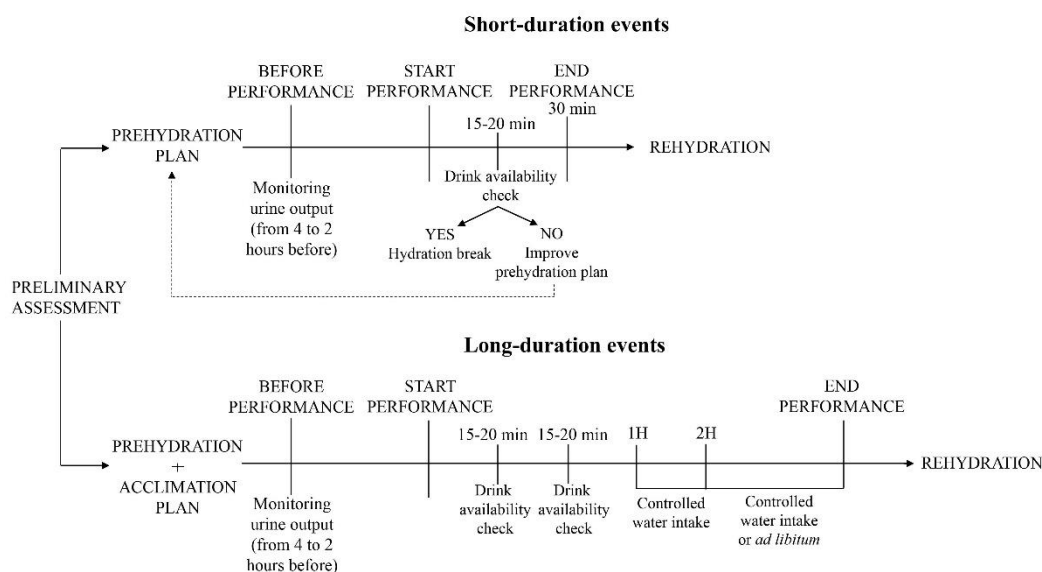 Short-duration events
BEFORE
PERFORMANCE
START
PERFORMANCE
END
PERFORMANCE
30 min
15-20 min
PREHYDRATION
PLAN
REHYDRATION
Monitoring
urine output
(from 4 to 2
hours before)
Drink availability
check
YES
Hydration break
NO
Improve
prehydration plan
PRELIMINARY
ASSESSMENT
Long-duration events
BEFORE
PERFORMANCE
START
PERFORMANCE
END
PERFORMANCE
15-20 min
15-20 min
1H
2H
PREHYDRATION
+
ACCLIMATION
PLAN
REHYDRATION
Monitoring
urine output
(from 4 to 2
hours before)
Drink
availability
check
Drink
availability
check
Controlled
water intake
Controlled
water intake
or ad libitum